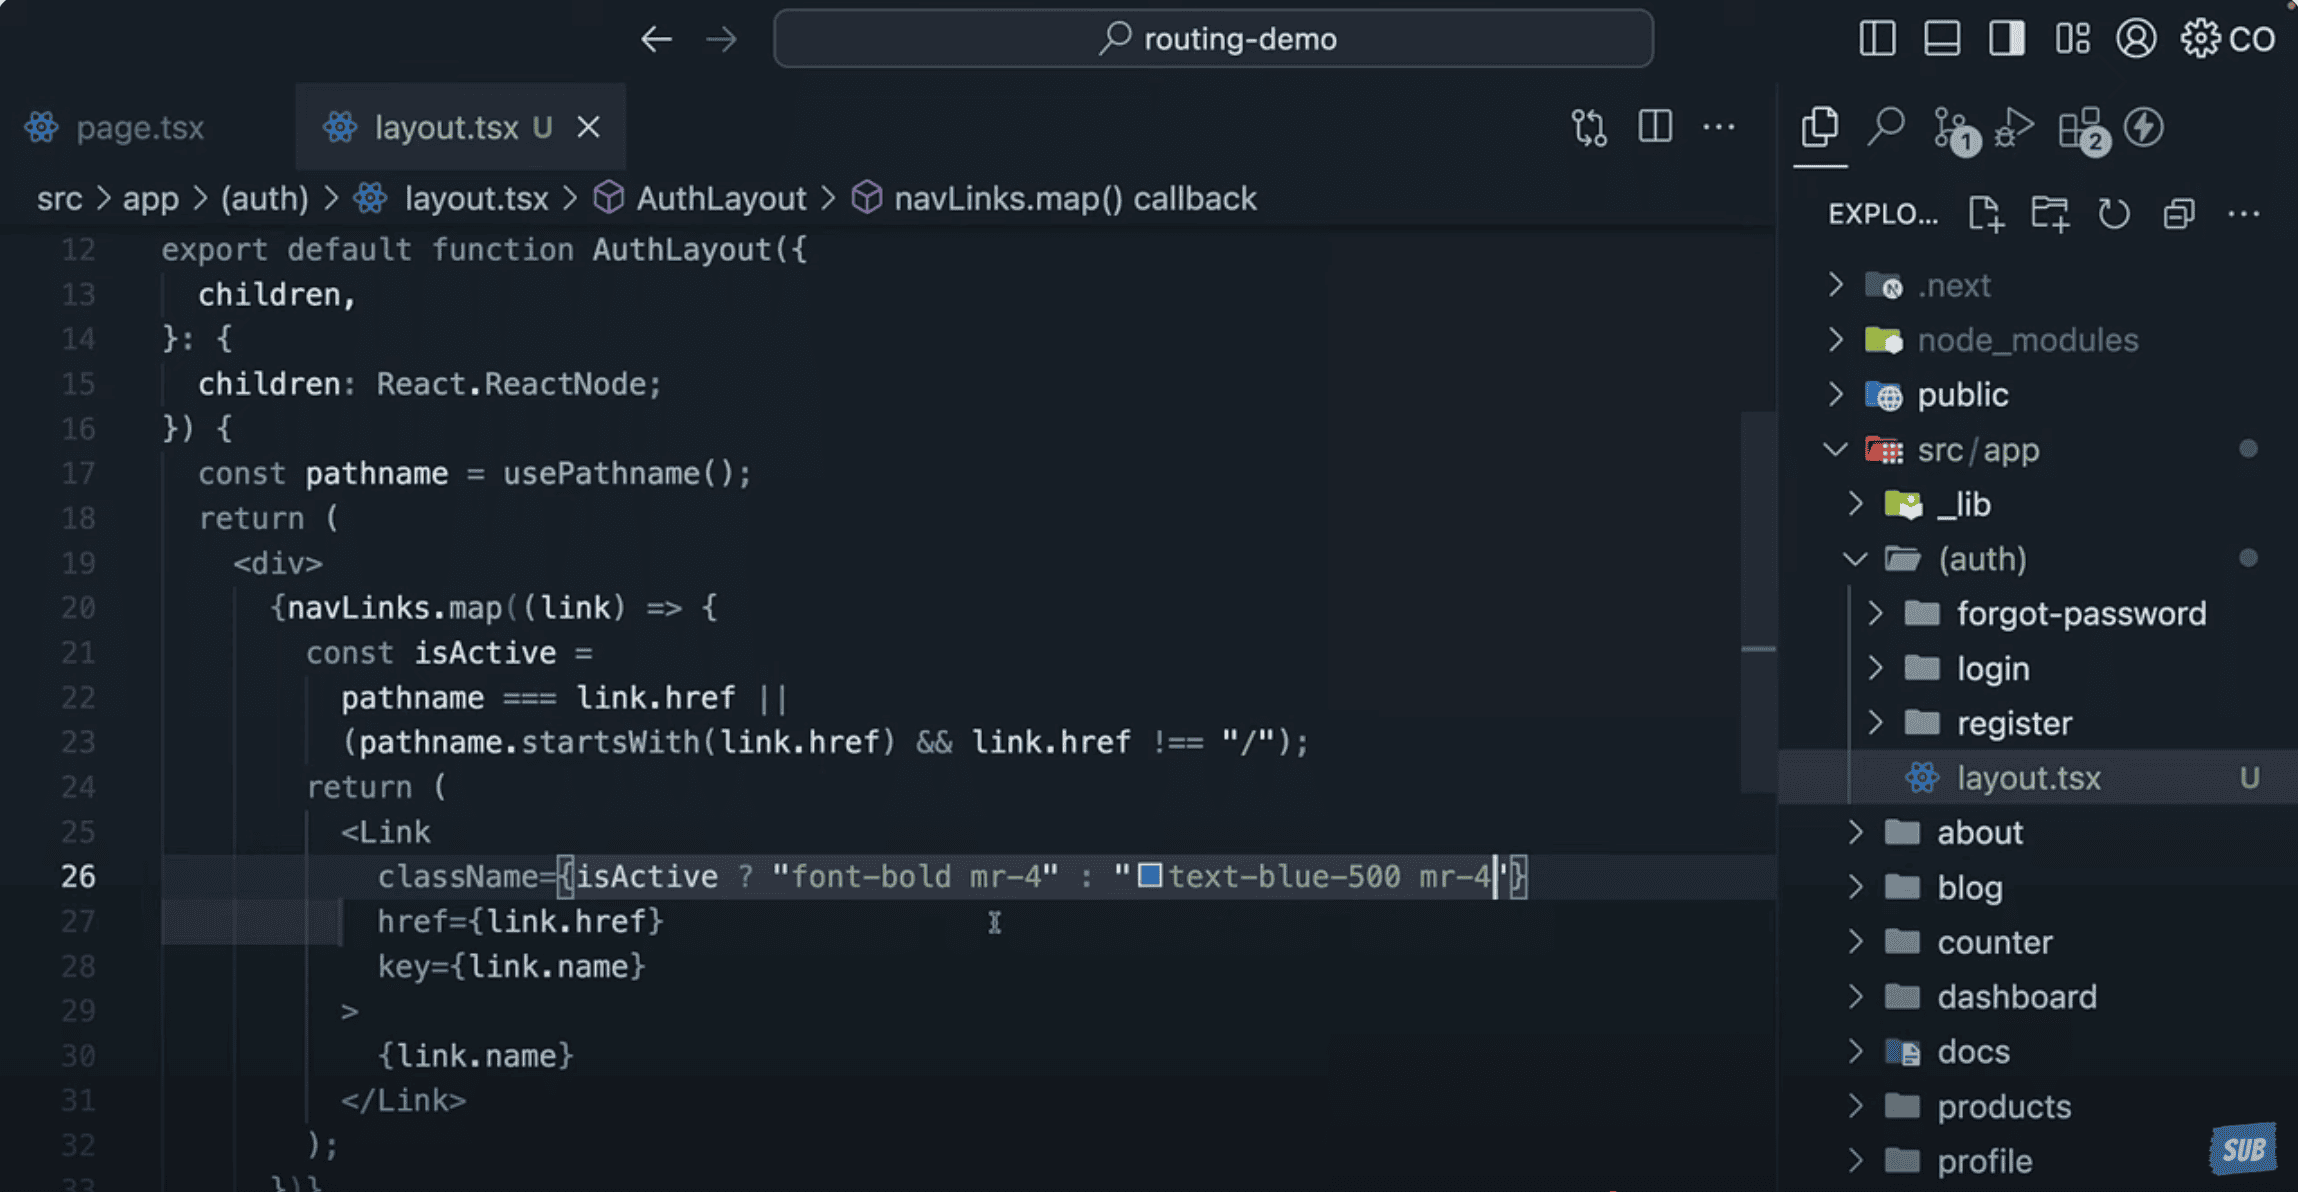 routing-demo
CO
page.tsx
layout.tsx U
src > app > (auth) > layout.tsx > AuthLayout > navLinks.map() callback
12 export default function AuthLayout({
13 children,
14 }: {
15 children: React.ReactNode;
16 }) {
17 const pathname = usePathname();
18 return (
19 <div>
20 {navLinks.map((link) => {
21 const isActive =
22 pathname === link.href ||
23 (pathname.startsWith(link.href) && link.href !== "/");
24 return (
25 <Link
26 className={isActive ? "font-bold mr-4" : "text-blue-500 mr-4"}
27 href={link.href}
28 key={link.name}
29 >
30 {link.name}
31 </Link>
32 );
33 })}
1
2
EXPLO...
.next
node_modules
public
src/app
_lib
(auth)
forgot-password
login
register
layout.tsx U
about
blog
counter
dashboard
docs
products
profile
SUB